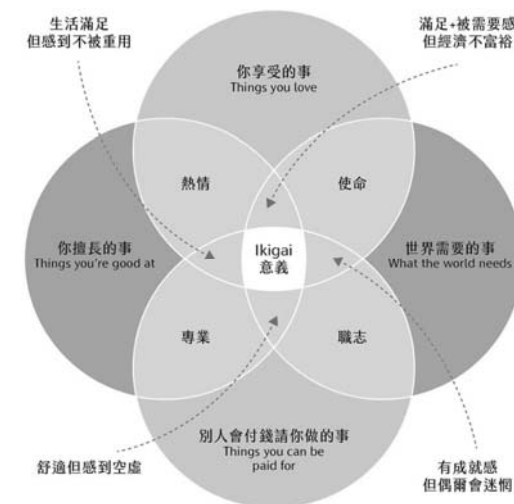 生活滿足
但感到不被重用
滿足+被需要感
但經濟不富裕
你享受的事
Things you love
熱情
使命
你擅長的事
Things you're good at
Ikigai
意義
世界需要的事
What the world needs
專業
職志
別人會付錢請你做的事
Things you can be
paid for
舒適但感到空虛
有成就感
但偶爾會迷惘